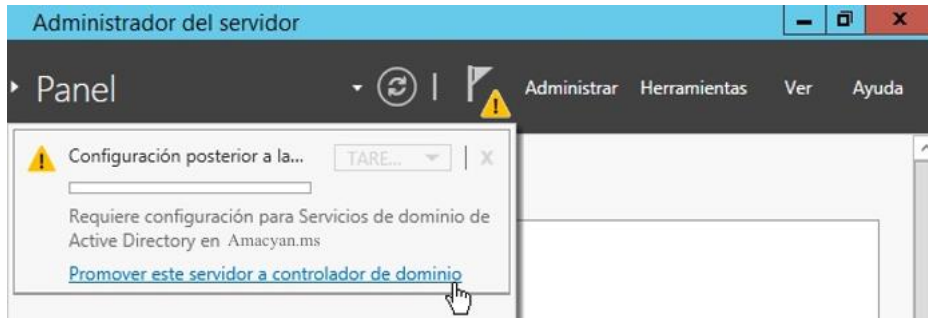 Administrador del servidor
Panel
Administrar Herramientas Ver Ayuda
Configuración posterior a la...
TARE...
X
Requiere configuración para Servicios de dominio de
Active Directory en Amacyan.ms
Promover este servidor a controlador de dominio